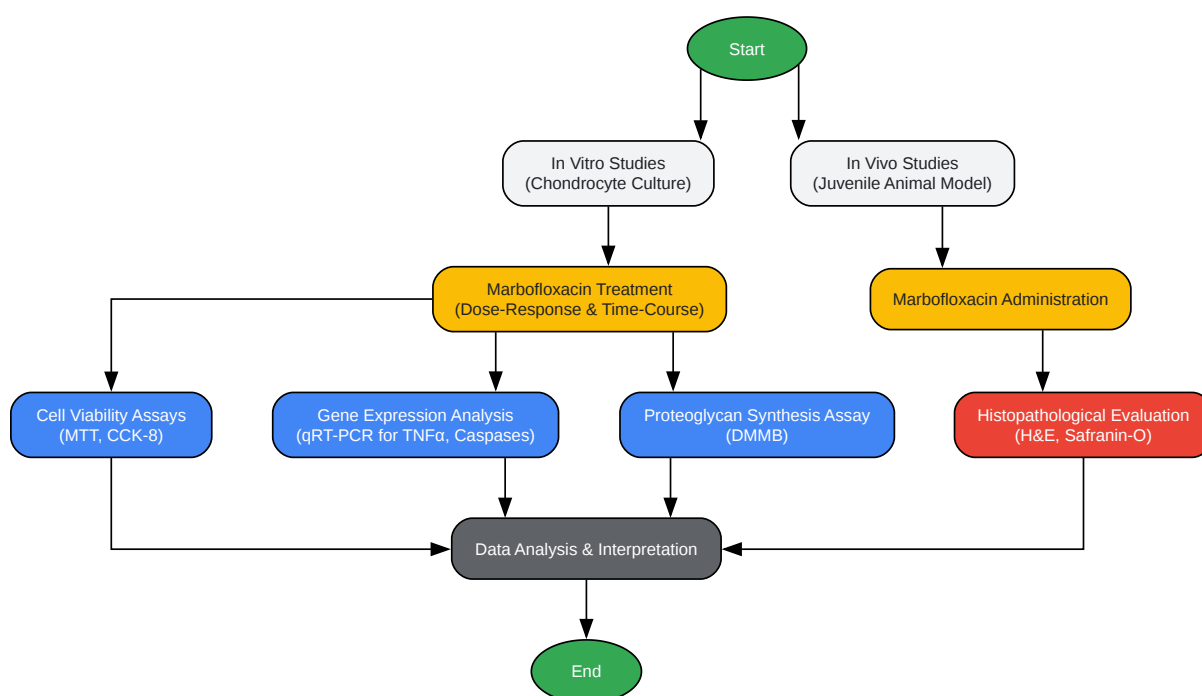 Start
In Vitro Studies
(Chondrocyte Culture)
In Vivo Studies
(Juvenile Animal Model)
Marbofloxacin Treatment
(Dose-Response & Time-Course)
Marbofloxacin Administration
Cell Viability Assays
(MTT, CCK-8)
Gene Expression Analysis
(qRT-PCR for TNFα, Caspases)
Proteoglycan Synthesis Assay
(DMMB)
Histopathological Evaluation
(H&E, Safranin-O)
Data Analysis & Interpretation
End